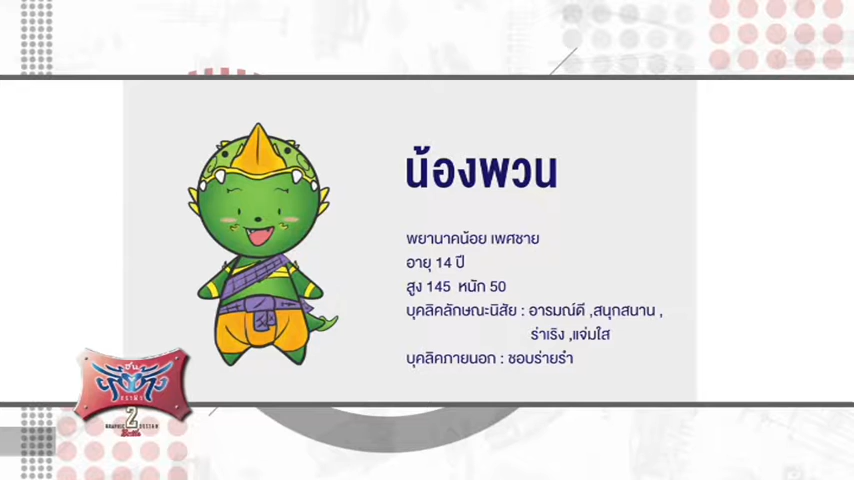 น้องพวน
พยานาคน้อย เพศชาย
อายุ 14 ปี
สูง 145 หนัก 50
บุคลิคลักษณะนิสัย : อารมณ์ดี ,สนุกสนาน ,
ร่าเริง ,แจ่มใส
บุคลิคภายนอก : ชอบร่ายรำ
2